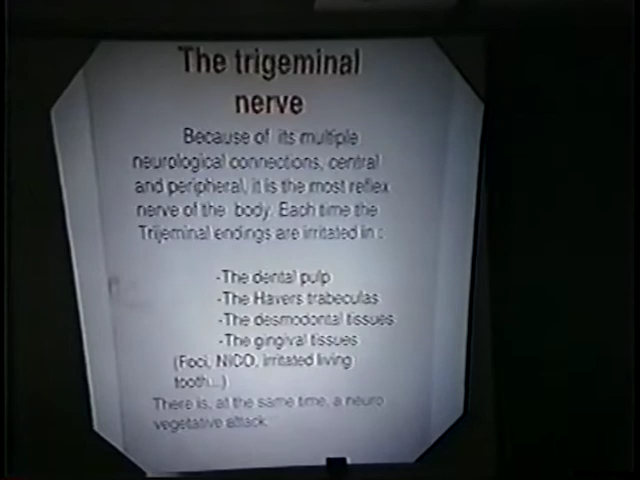 The trigeminal
nerve
Because of its multiple
neurological connections, central
and peripheral, it is the most reflex
nerve of the body. Each time the
Trijeminal endings are irritated in :
-The dental pulp
-The Havers trabeculas
-The desmodontal tissues
-The gingival tissues
(Foci, NICO, irritated living
tooth...)
There is, at the same time, a neuro
vegetative attack.